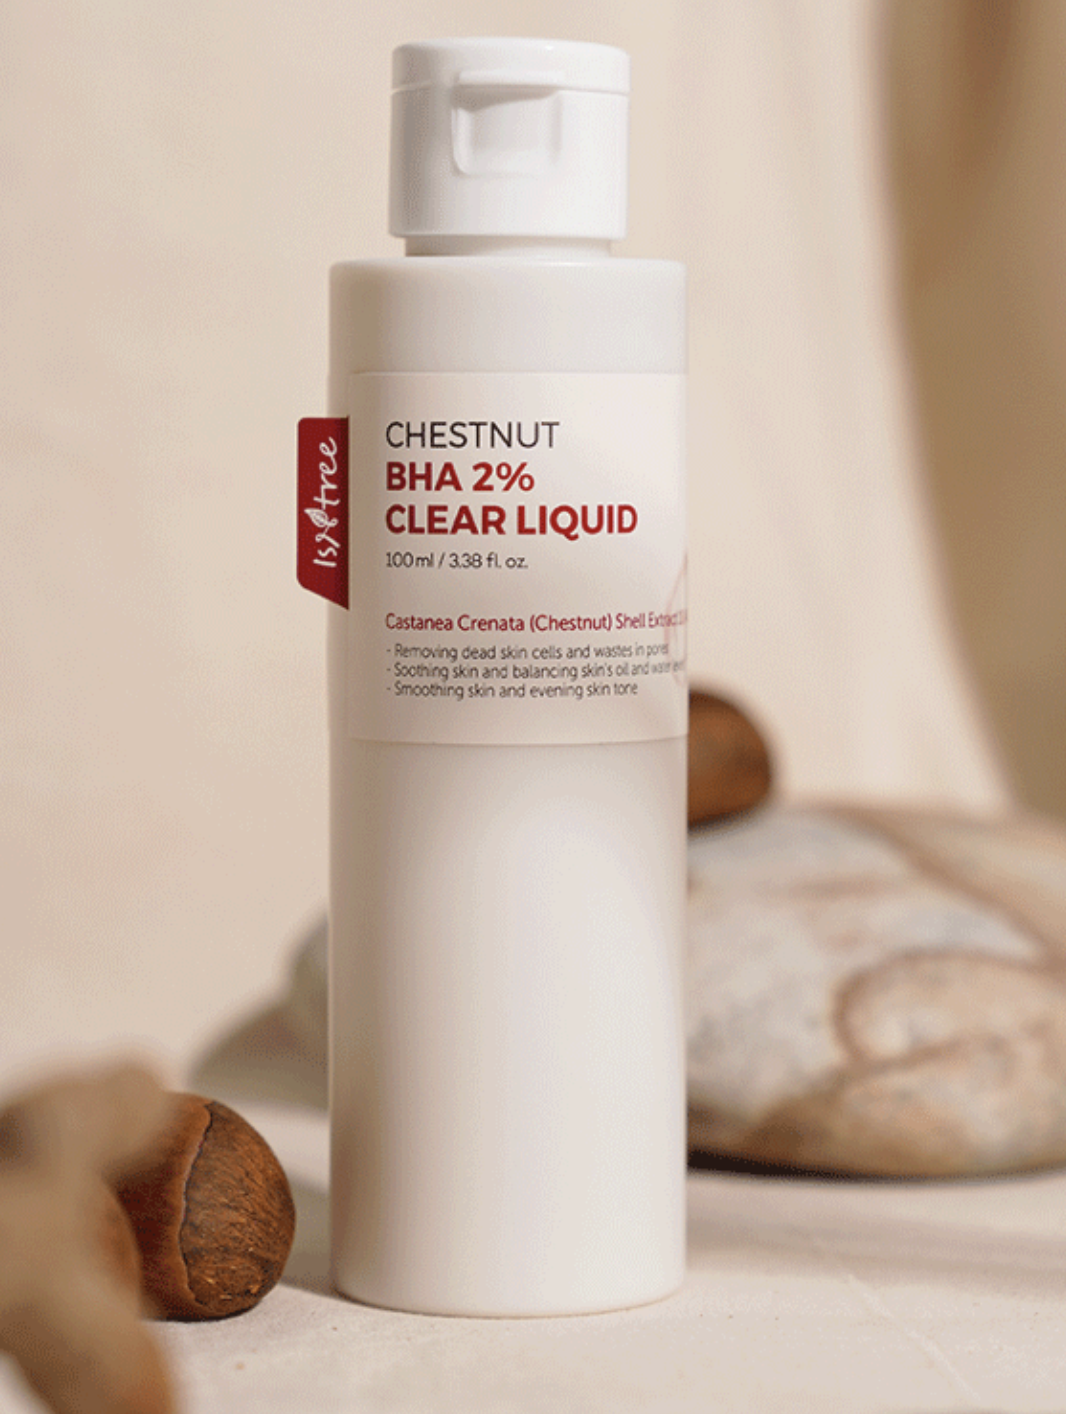 Isntree
CHESTNUT
BHA 2%
CLEAR LIQUID
100ml / 3.38 fl. oz.
Castanea Crenata (Chestnut) Shell Extract
- Removing dead skin cells and wastes in pores
- Soothing skin and balancing skin's oil and water
- Smoothing skin and evening skin tone